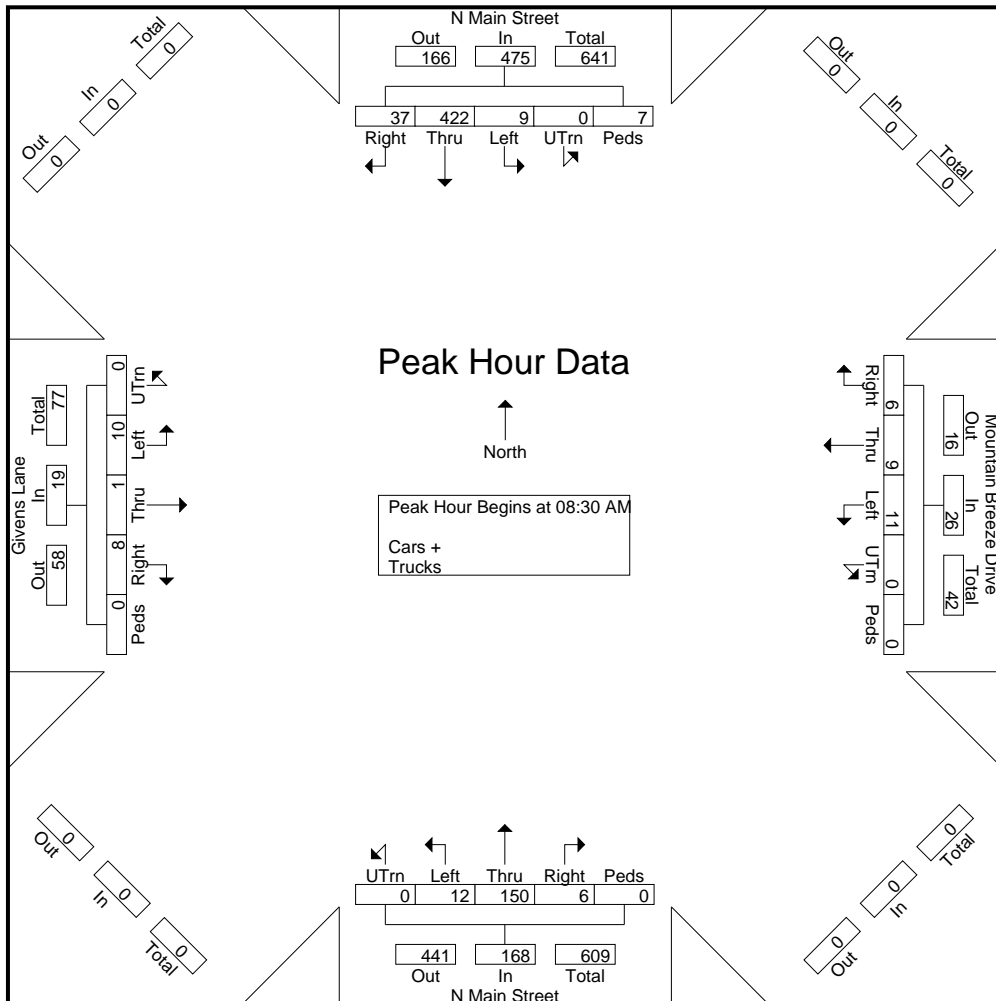 N Main Street
Out In Total
166 475 641
37 422 9 0 7
Right Thru Left UTrn Peds
Out In Total
0 0 0
Out In Total
0 0 0
Givens Lane
Total In Out
77 19 58
0 10 1 8 0
UTrn Left Thru Right Peds
Peak Hour Data
North
Peak Hour Begins at 08:30 AM
Cars +
Trucks
Right Thru Left UTrn Peds
6 9 11 0 0
16 26 42
Out In Total
Mountain Breeze Drive
0 0 0
Out In Total
UTrn Left Thru Right Peds
0 12 150 6 0
441 168 609
Out In Total
N Main Street
0 0 0
Out In Total